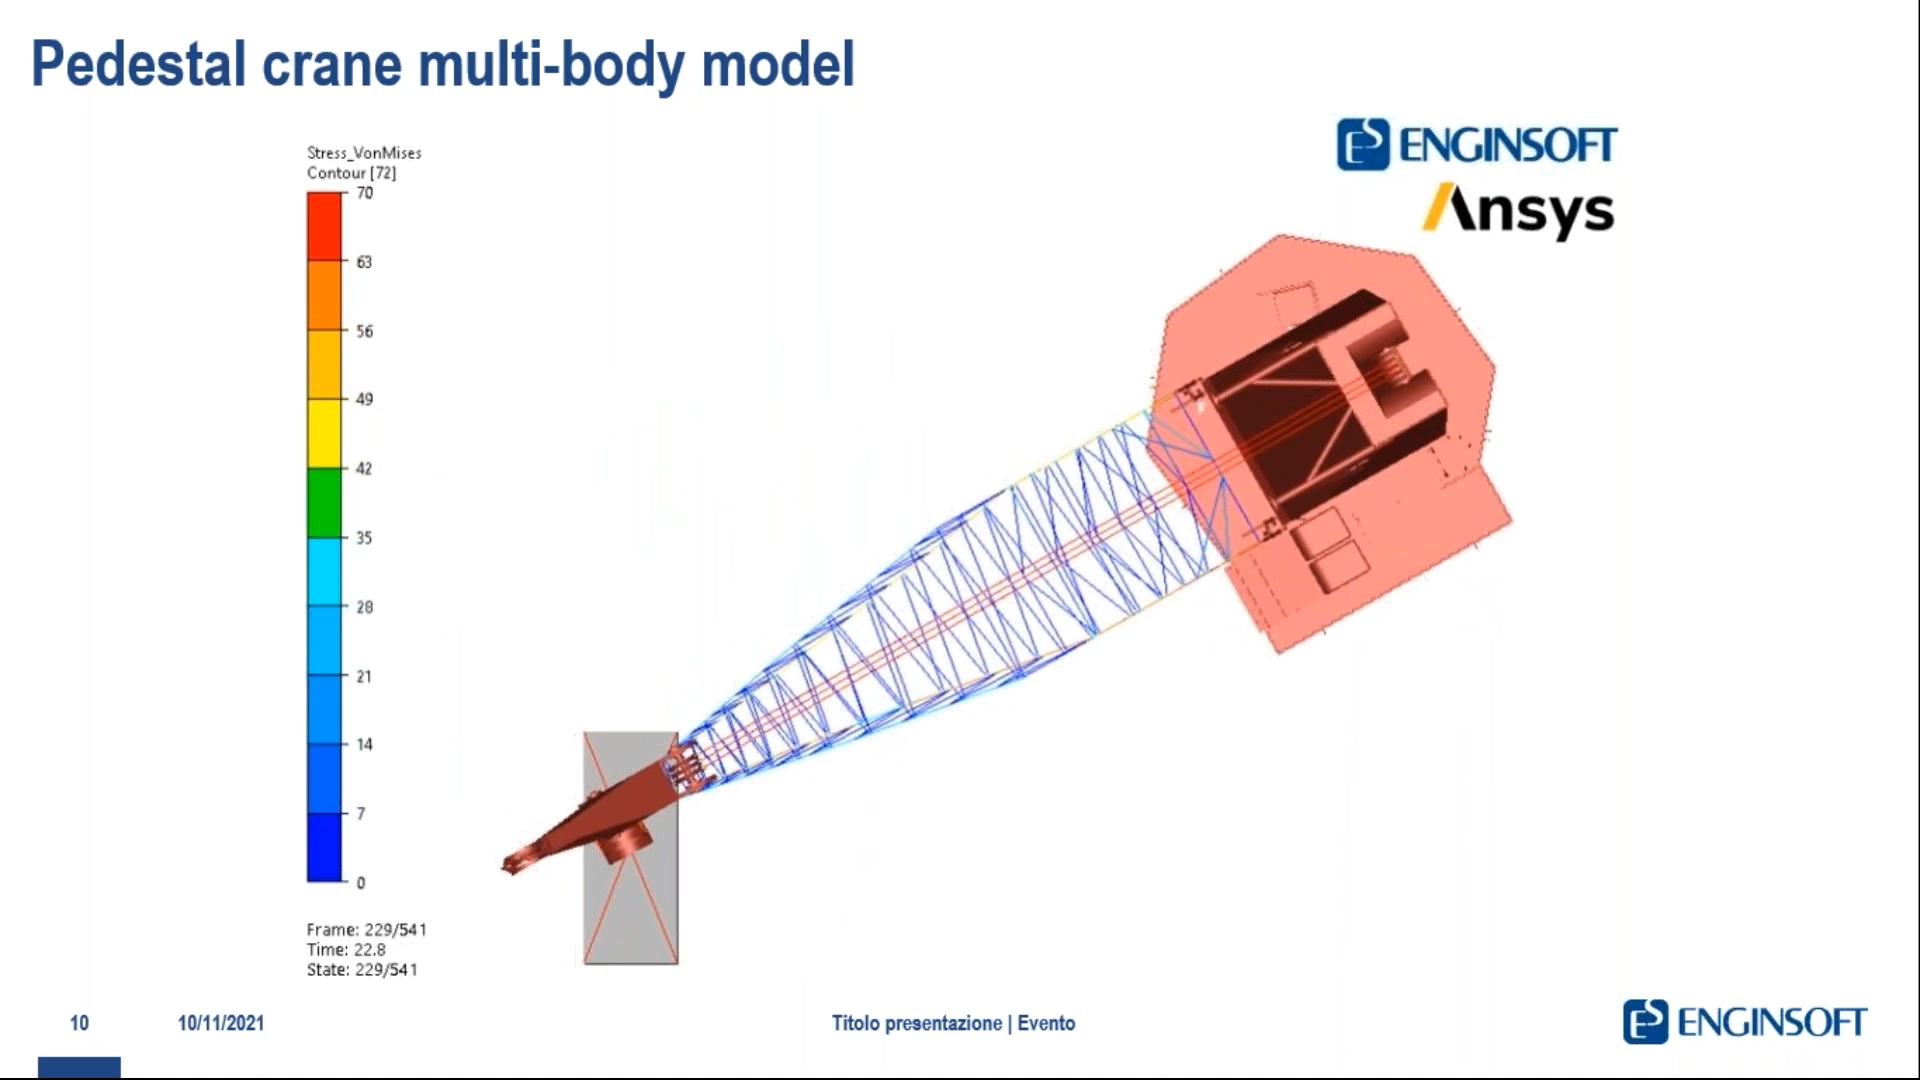 Pedestal crane multi-body model
ENGINSOFT
Ansys
Stress_VonMises
Contour [72]
70
63
56
49
42
35
28
21
14
7
0
Frame: 229/541
Time: 22.8
State: 229/541
10
10/11/2021
Titolo presentazione | Evento
ENGINSOFT